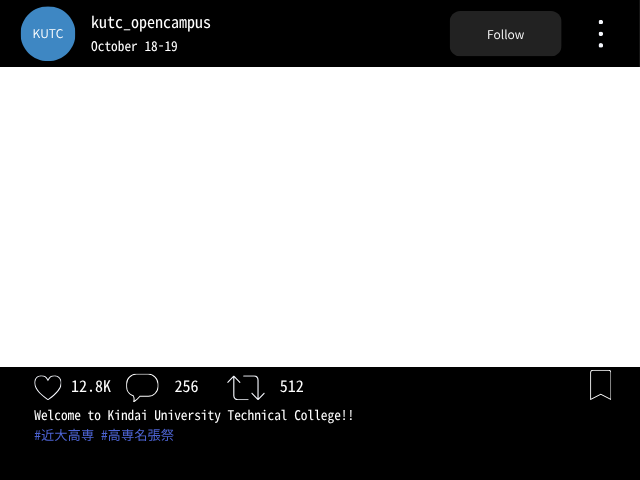 KUTC
kutc_opencampus
October 18-19
Follow
12.8K
256
512
Welcome to Kindai University Technical College!!
#近大高専 #高専名張祭